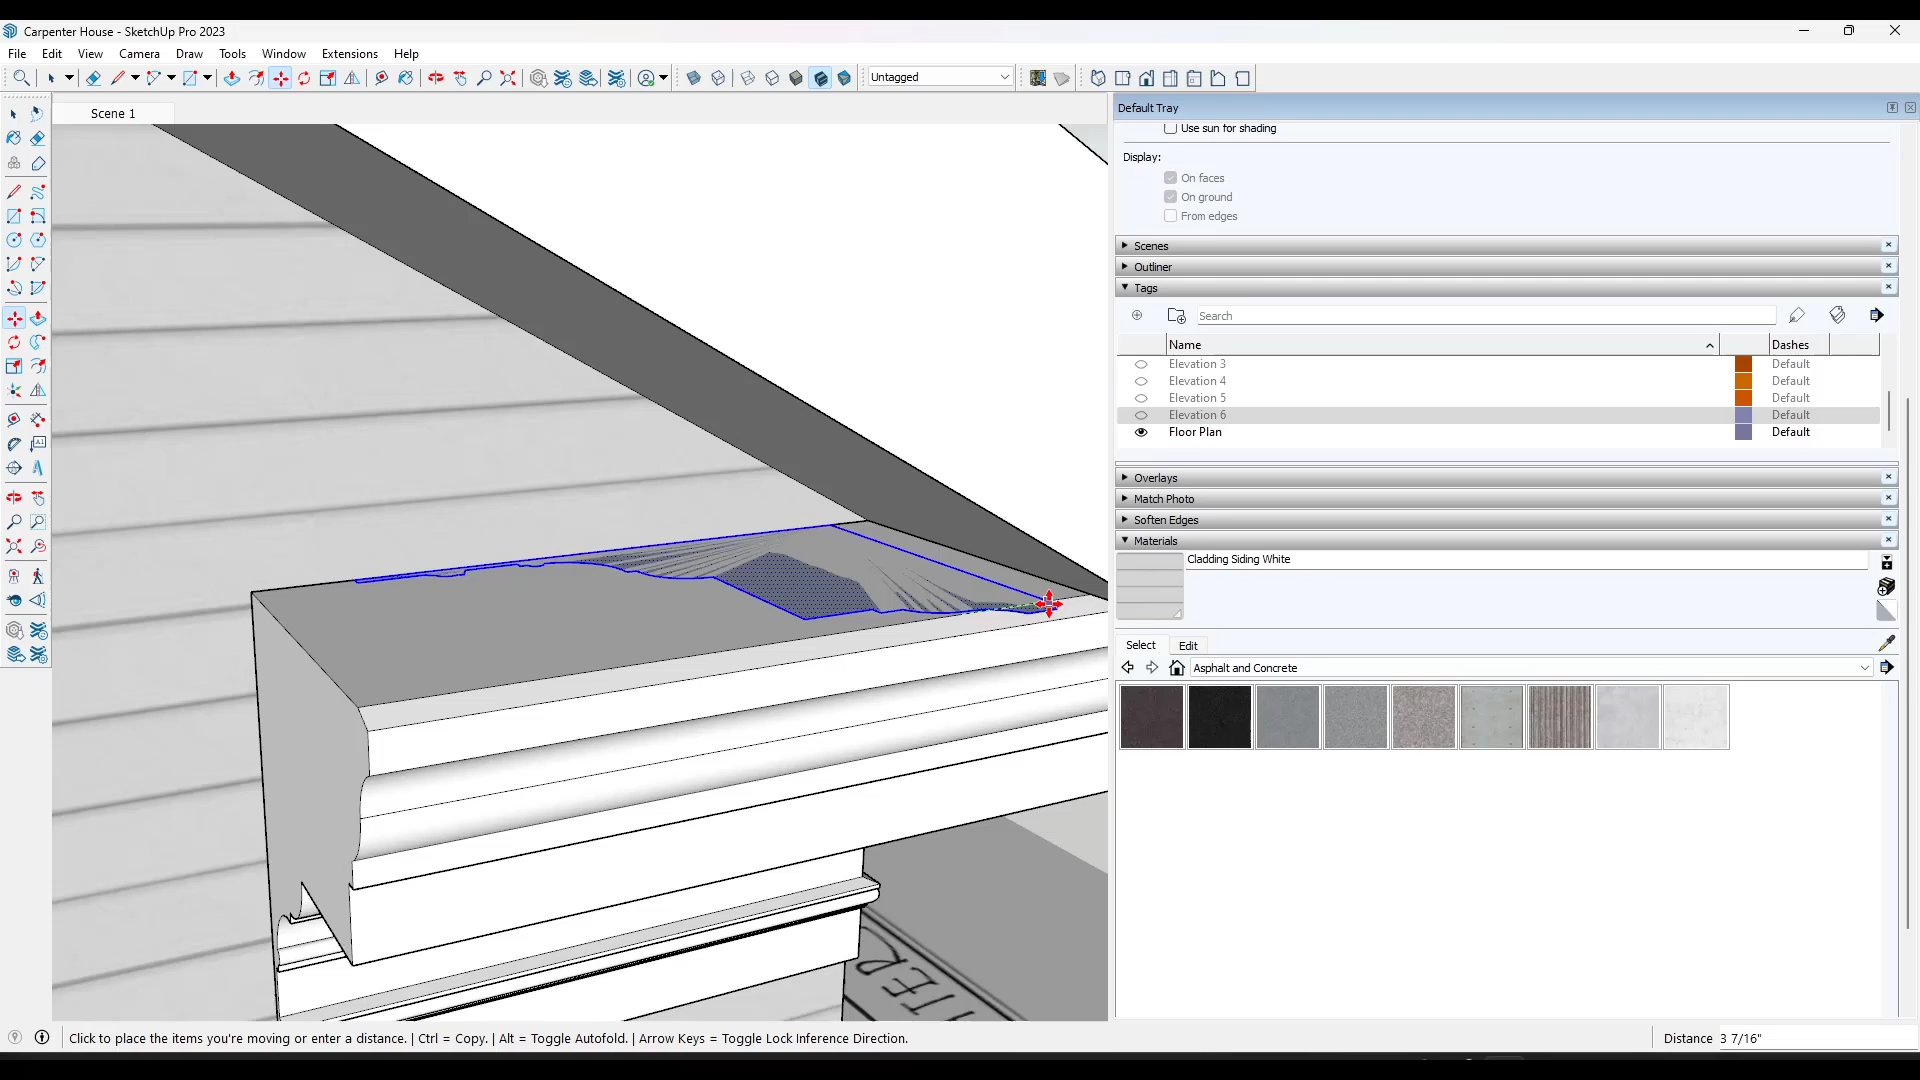 Carpenter House - SketchUp Pro 2023
File Edit View Camera Draw Tools Window Extensions Help
Untagged
Scene 1
Default Tray
Use sun for shading
Display:
On faces
On ground
From edges
Scenes
Outliner
Tags
Search
Name Dashes
Elevation 3 Default
Elevation 4 Default
Elevation 5 Default
Elevation 6 Default
Floor Plan Default
Overlays
Match Photo
Soften Edges
Materials
Cladding Siding White
Select Edit
Asphalt and Concrete
Click to place the items you're moving or enter a distance. | Ctrl = Copy. | Alt = Toggle Autofold. | Arrow Keys = Toggle Lock Inference Direction.
Distance 3 7/16"